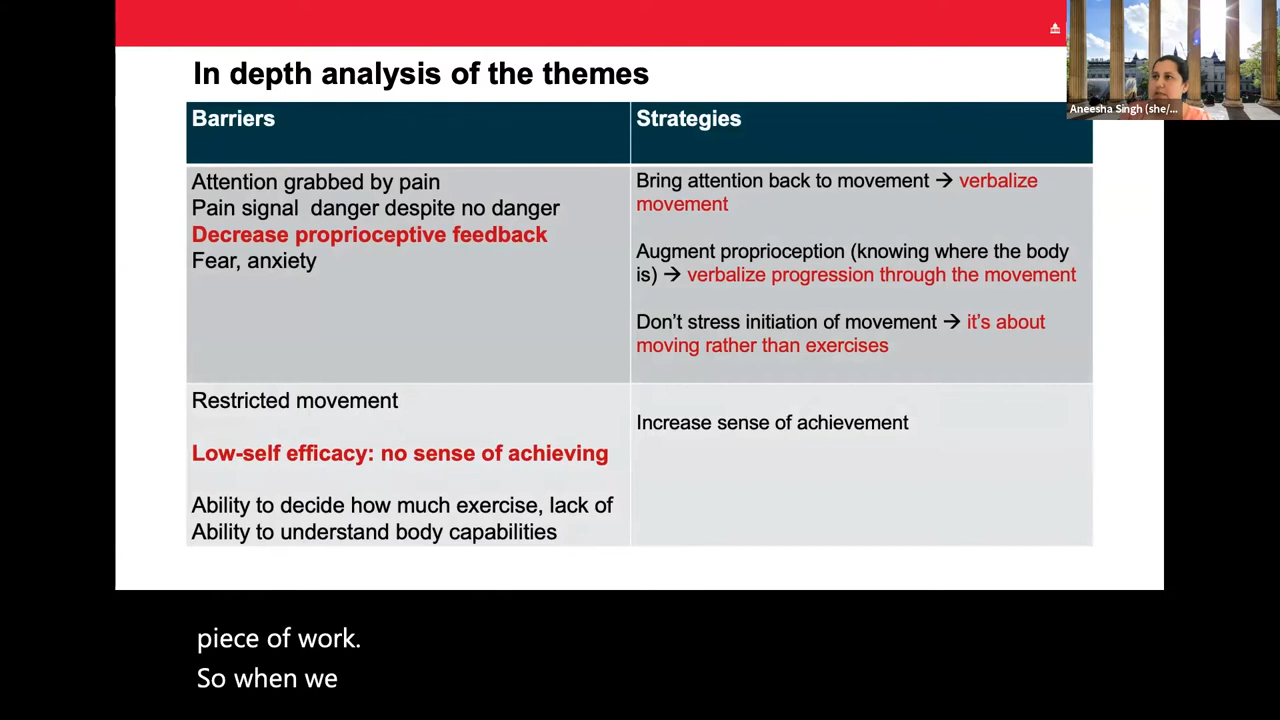 In depth analysis of the themes
Aneesha Singh (she/...
Barriers
Strategies
Attention grabbed by pain
Pain signal danger despite no danger
Decrease proprioceptive feedback
Fear, anxiety
Bring attention back to movement → verbalize
movement
Augment proprioception (knowing where the body
is) → verbalize progression through the movement
Don't stress initiation of movement → it's about
moving rather than exercises
Restricted movement
Low-self efficacy: no sense of achieving
Ability to decide how much exercise, lack of
Ability to understand body capabilities
Increase sense of achievement
piece of work.
So when we